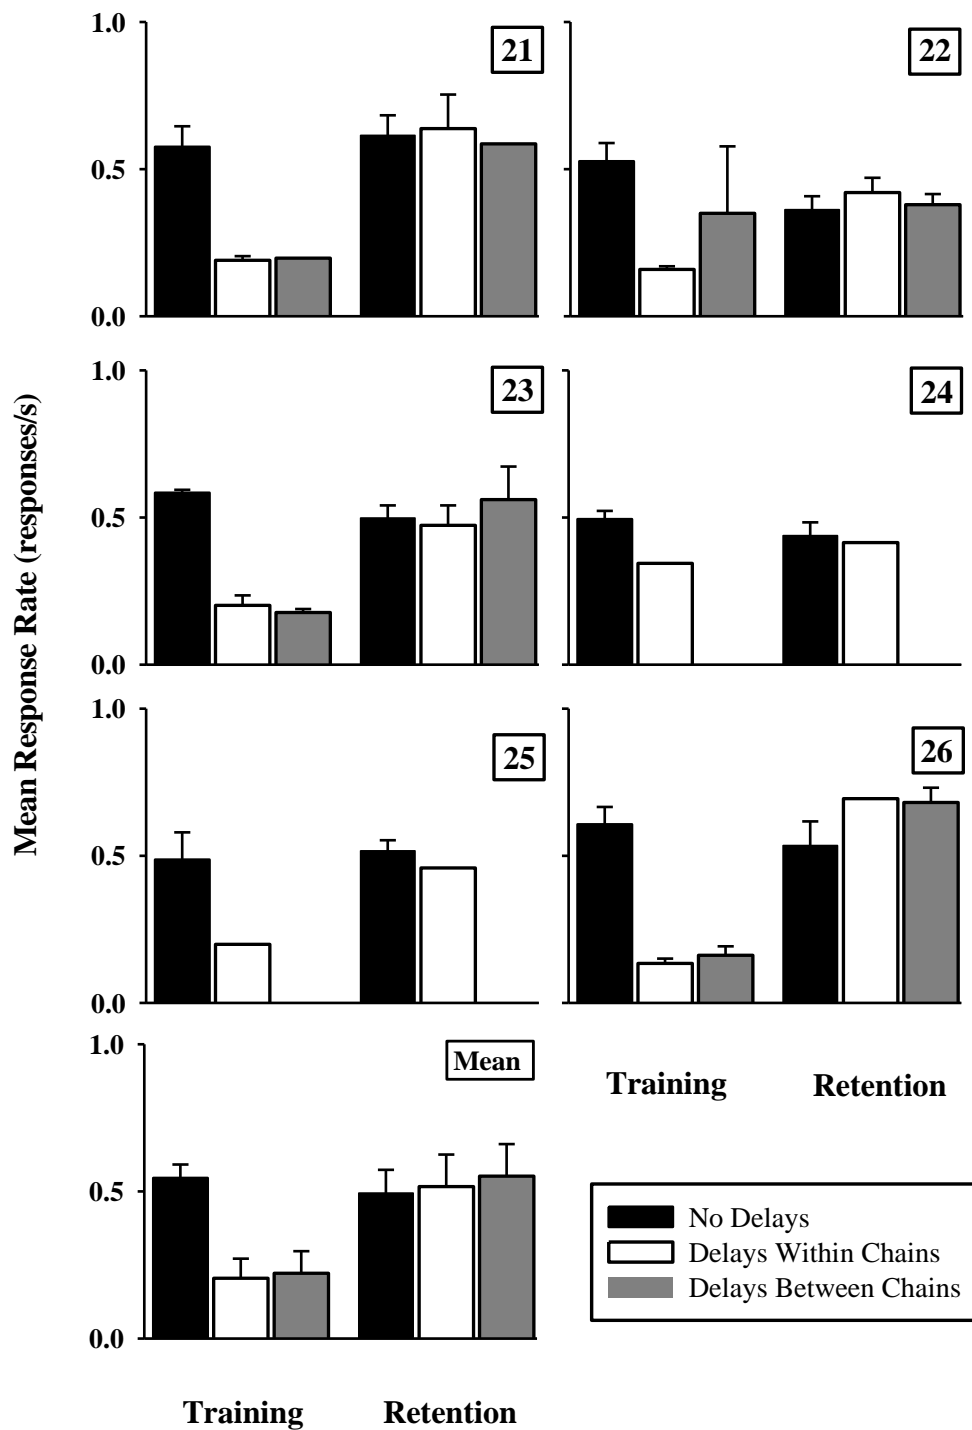 1.0
21
22
0.5
0.0
1.0
23
24
0.5
0.0
Mean Response Rate (responses/s)
1.0
25
26
0.5
0.0
1.0
Mean
Training Retention
0.5
No Delays
Delays Within Chains
Delays Between Chains
0.0
Training Retention